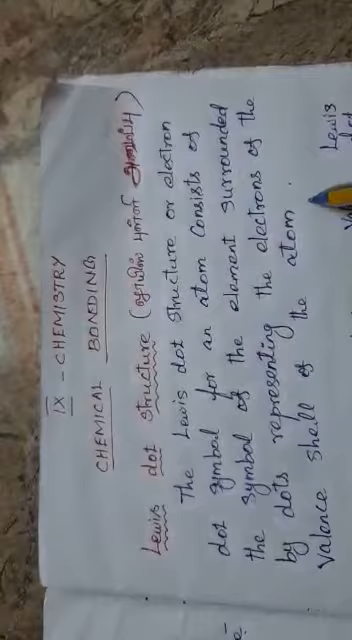 IX - CHEMISTRY
CHEMICAL BONDING
Lewis dot structure (லூயிஸ் புள்ளி அமைப்பு)
The Lewis dot structure or electron
dot symbol for an atom consists of
the symbol of the element surrounded
by dots representing the electrons of the
valence shell of the atom.
Lewis
dot